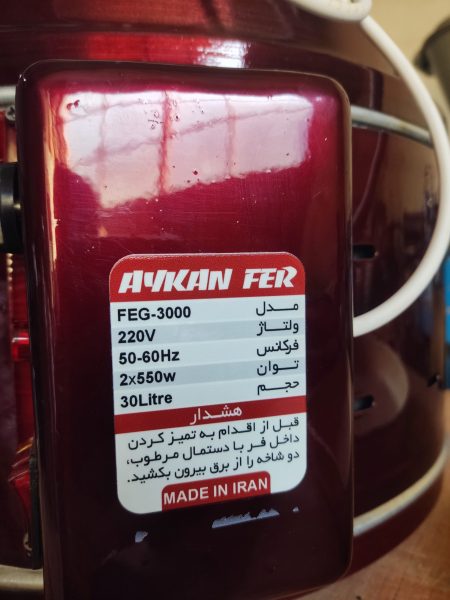 AYKAN FER
FEG-3000 مدل
220V ولتاژ
50-60Hz فرکانس
2x550w توان
30Litre حجم
هشدار
قبل از اقدام به تمیز کردن
داخل فر با دستمال مرطوب،
دو شاخه را از برق بیرون بکشید.
MADE IN IRAN